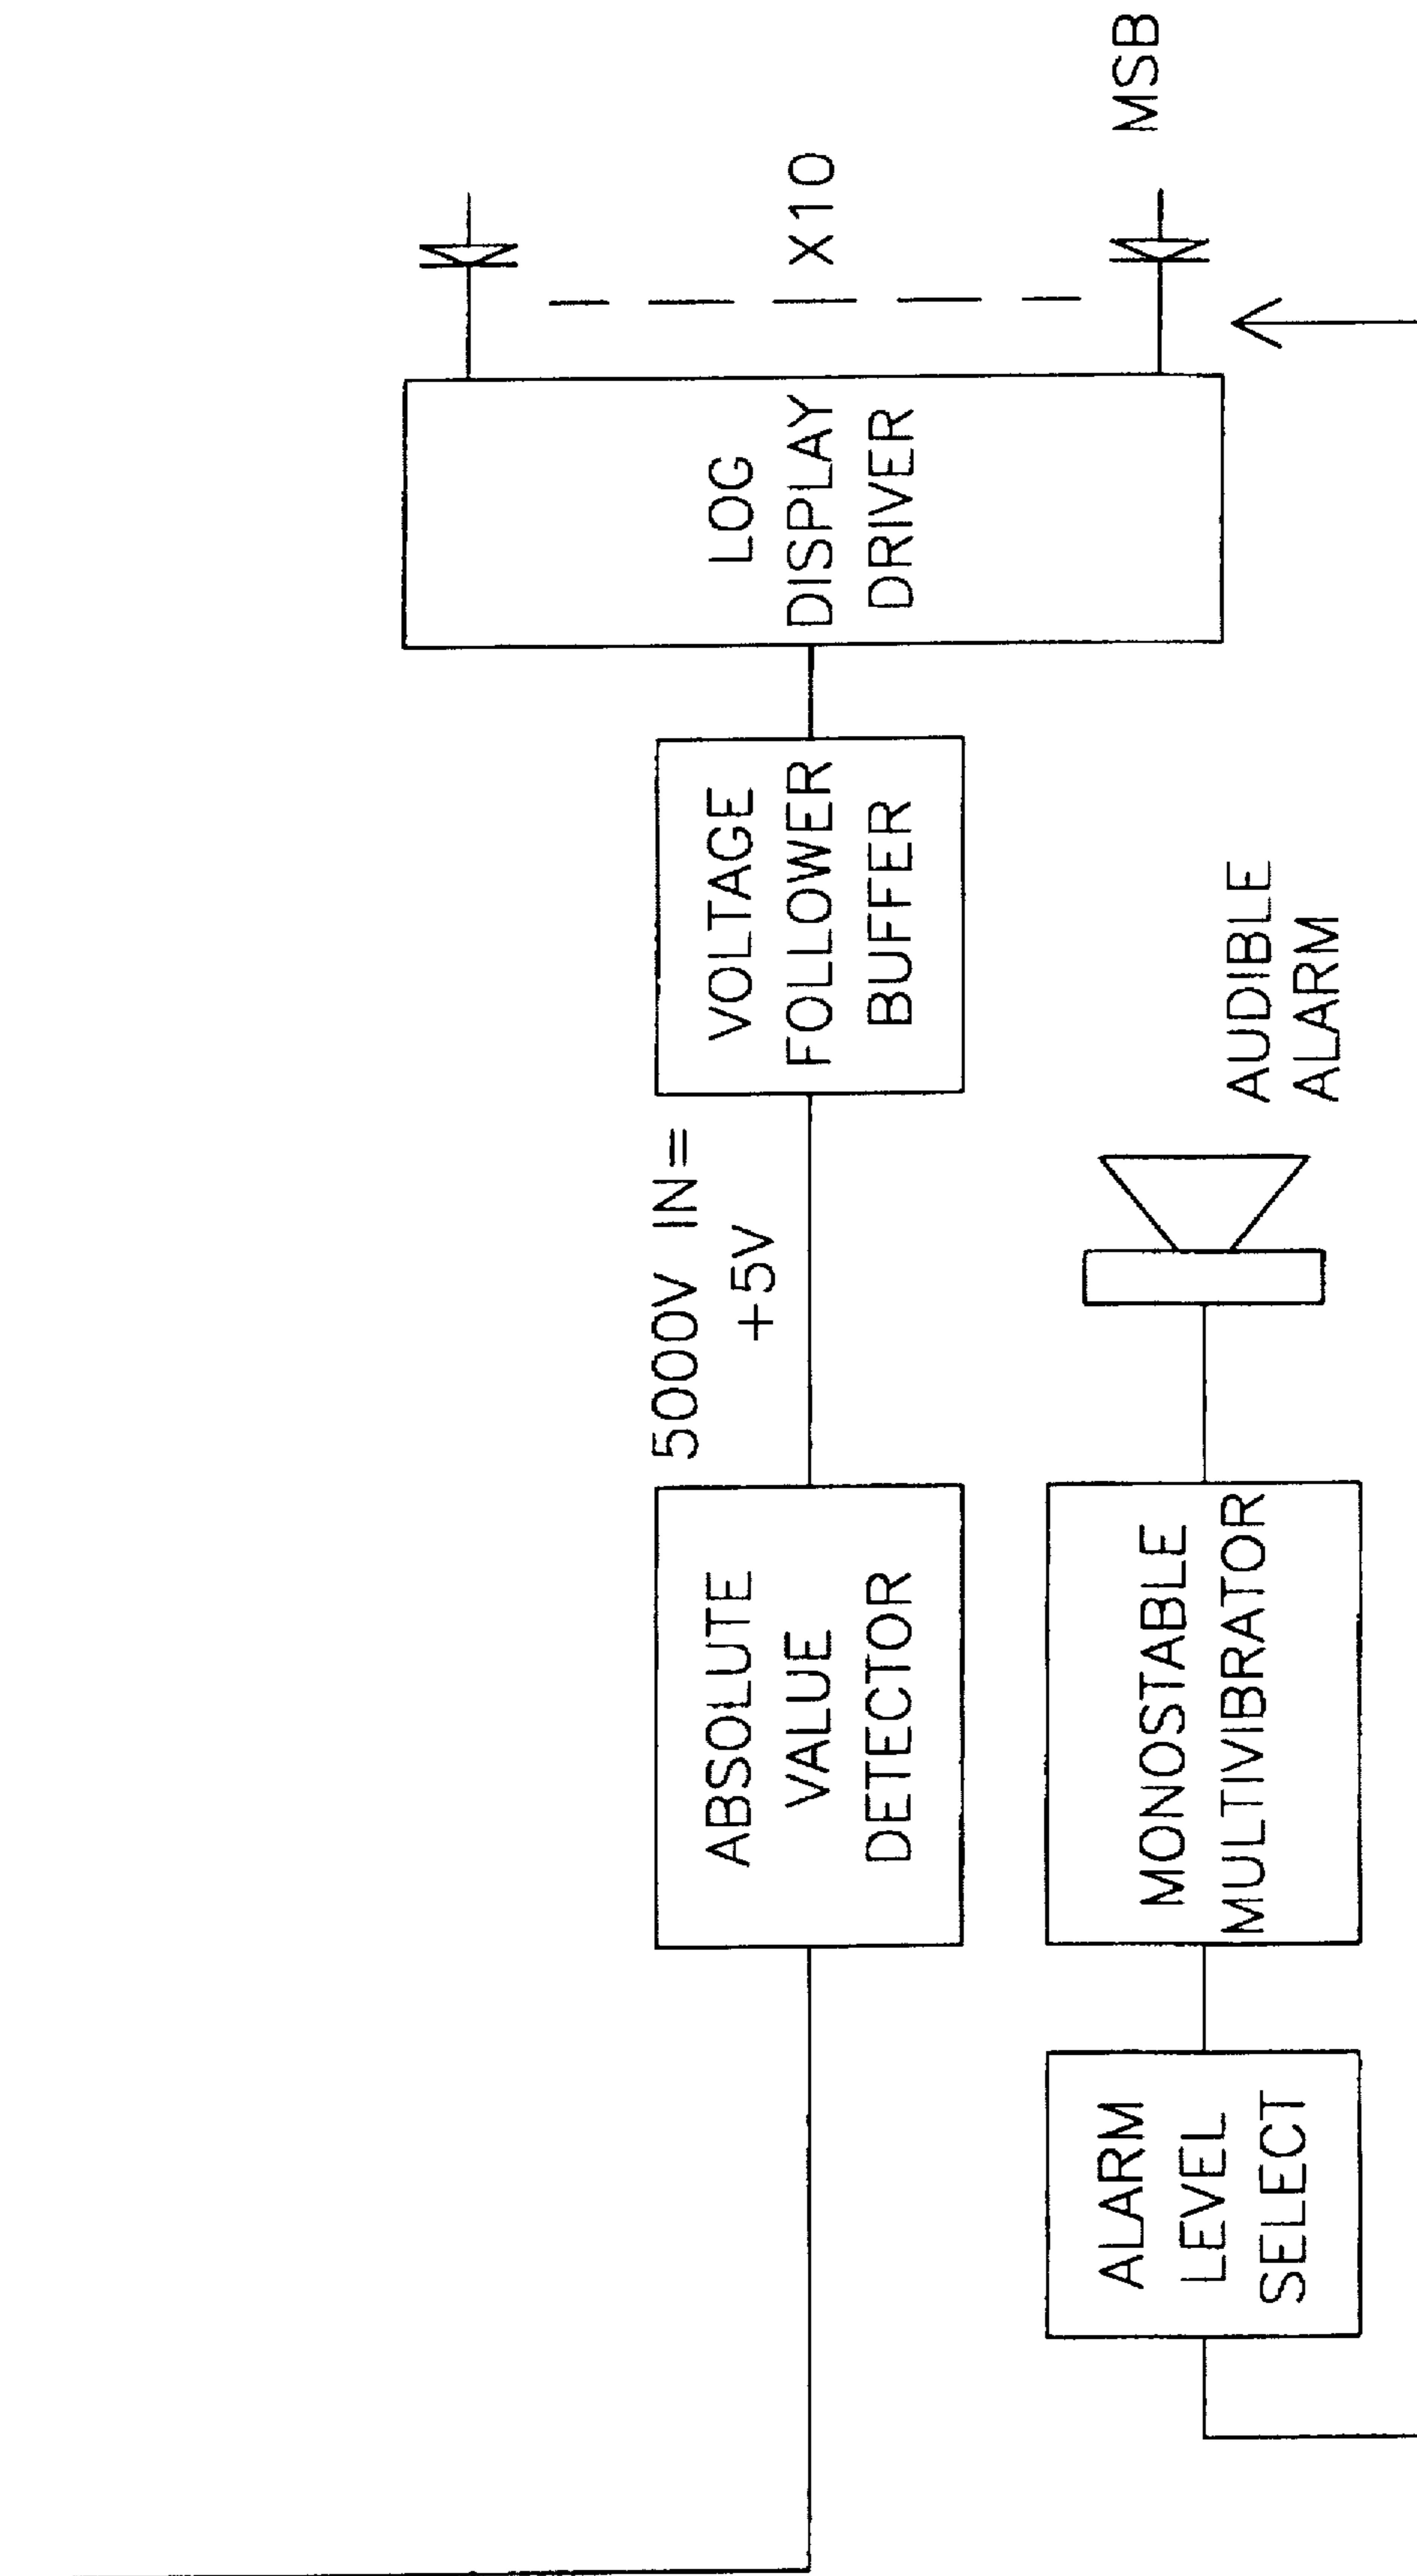 ABSOLUTE
VALUE
DETECTOR
5000V IN=
+5V
VOLTAGE
FOLLOWER
BUFFER
LOG
DISPLAY
DRIVER
X10
MSB
ALARM
LEVEL
SELECT
MONOSTABLE
MULTIVIBRATOR
AUDIBLE
ALARM